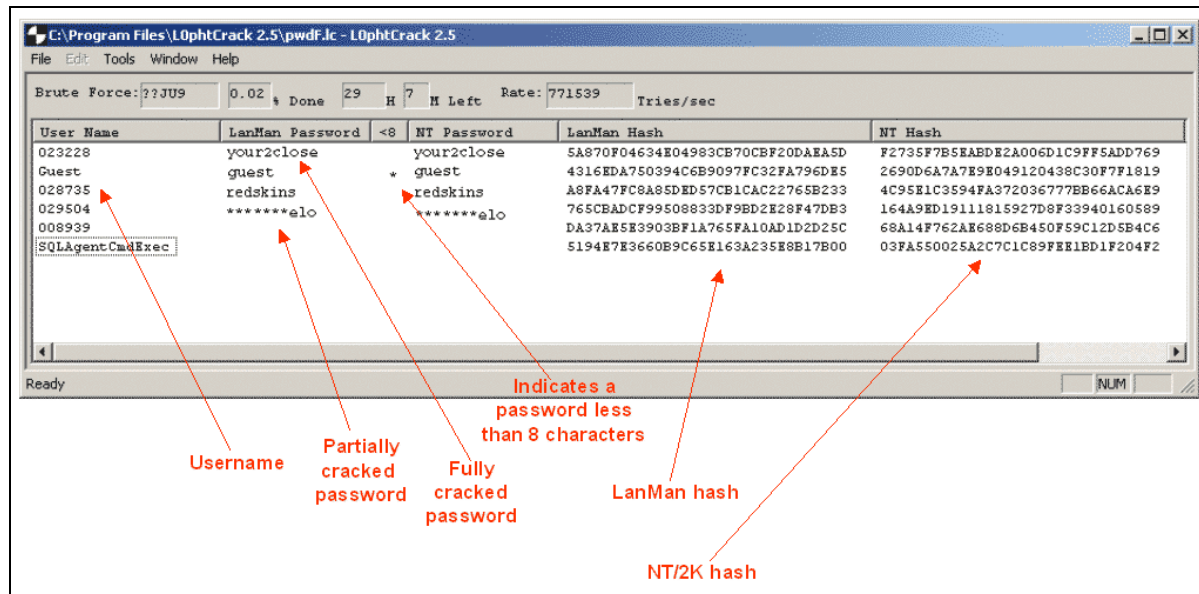 C:\Program Files\L0phtCrack 2.5\pwdF.lc - L0phtCrack 2.5
File Edit Tools Window Help
Brute Force: ??JU9 0.02 % Done 29 H 7 M Left Rate: 771539 Tries/sec
User Name LanMan Password <8 NT Password LanMan Hash NT Hash
023228 your2close your2close 5A870F04634E04983CB70CBF20DAEA5D F2735F7B5EABDE2A006D1C9FF5ADD769
Guest guest * guest 4316EDA750394C6B9097FC32FA796DE5 2690D6A7A7E9E049120438C30F7F1819
028735 redskins redskins A8FA47FC8A85DED57CB1CAC22765B233 4C95E1C3594FA372036777BB66ACA6E9
029504 *******elo *******elo 765CBADCF99508833DF9BD2E28F47DB3 164A9ED19111815927D8F33940160589
008939 DA37AE5E3903BF1A765FA10AD1D2D25C 68A14F762AE688D6B450F59C12D5B4C6
SQLAgentCmdExec 5194E7E3660B9C65E163A235E8B17B00 03FA550025A2C7C1C89FEE1BD1F204F2
Ready NUM
Indicates a
password less
than 8 characters
Username
Partially
cracked
password
Fully
cracked
password
LanMan hash
NT/2K hash